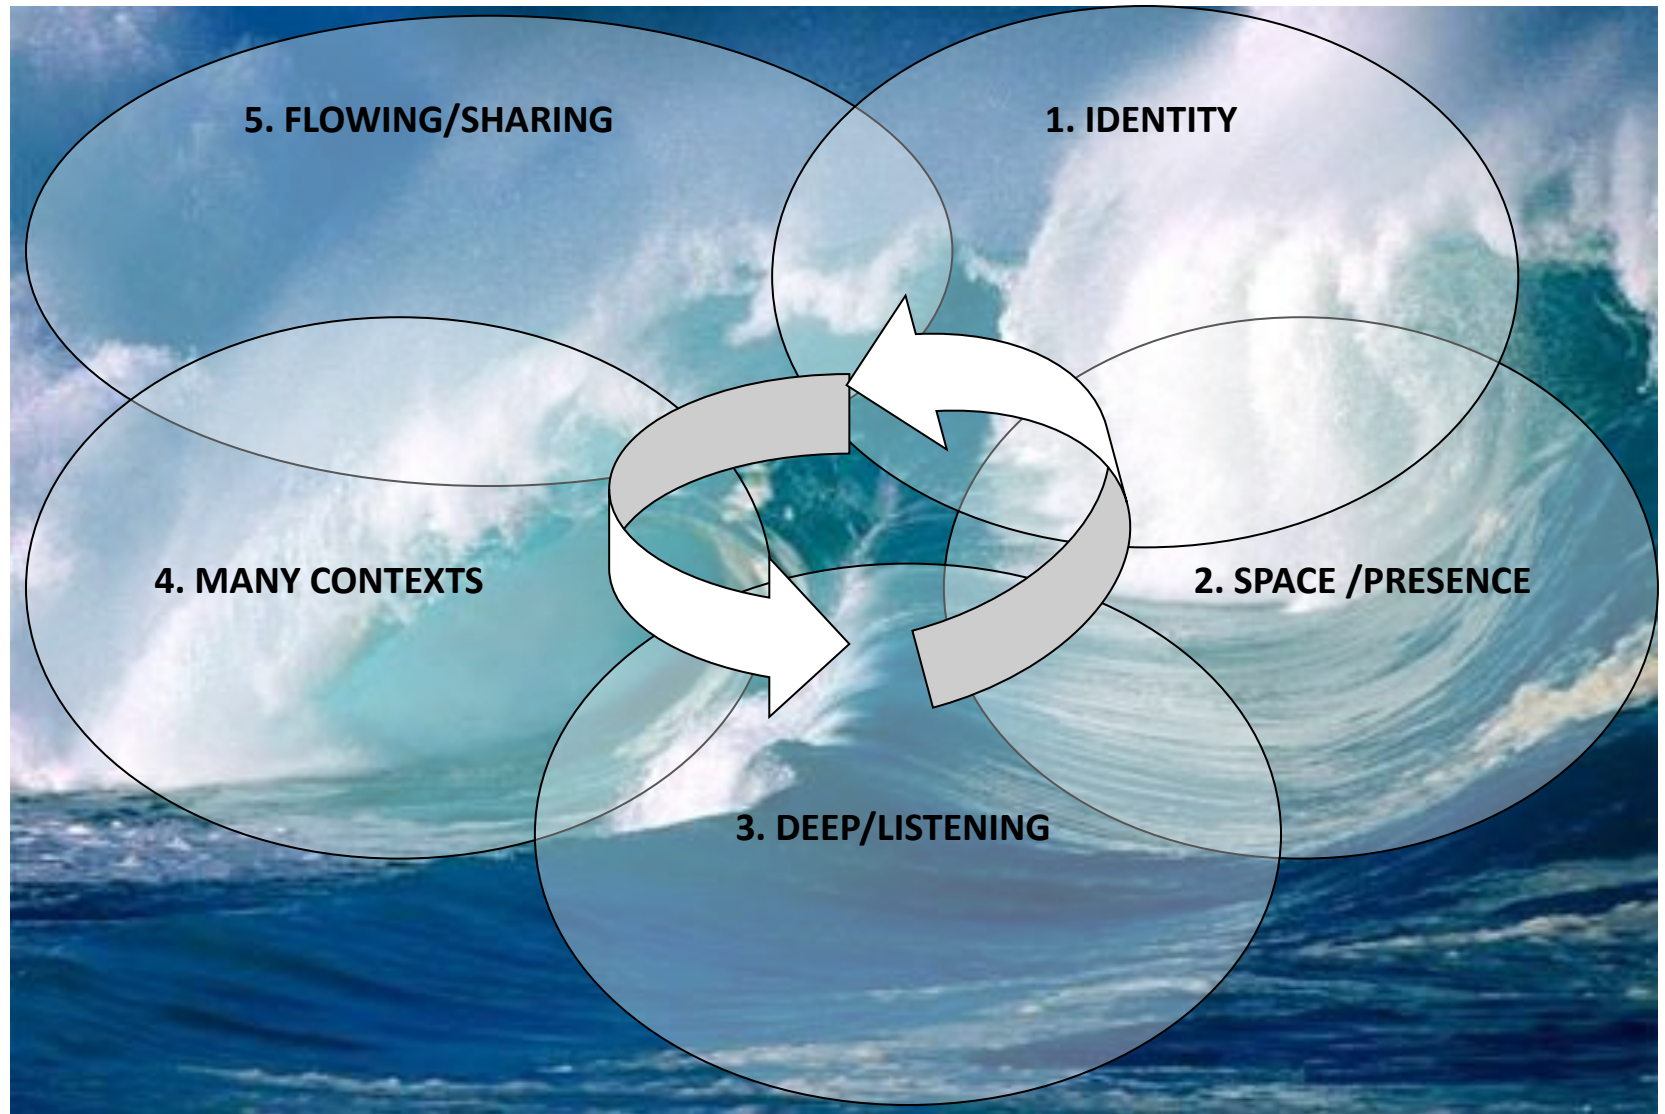 5. FLOWING/SHARING
1. IDENTITY
4. MANY CONTEXTS
2. SPACE /PRESENCE
3. DEEP/LISTENING